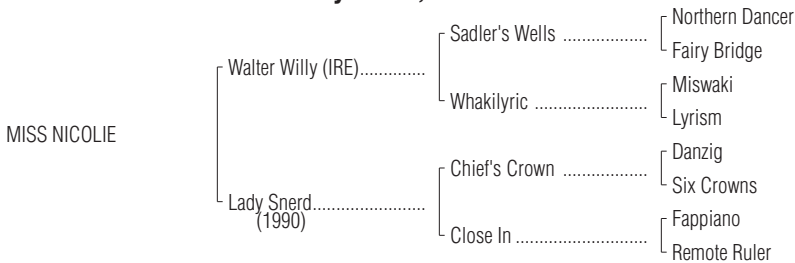 Northern Dancer
Sadler's Wells ..................
Fairy Bridge
Walter Willy (IRE)..............
Miswaki
Whakilyric ........................
Lyrism
MISS NICOLIE
Danzig
Chief's Crown ..................
Six Crowns
Lady Snerd........................
(1990)
Fappiano
Close In ............................
Remote Ruler